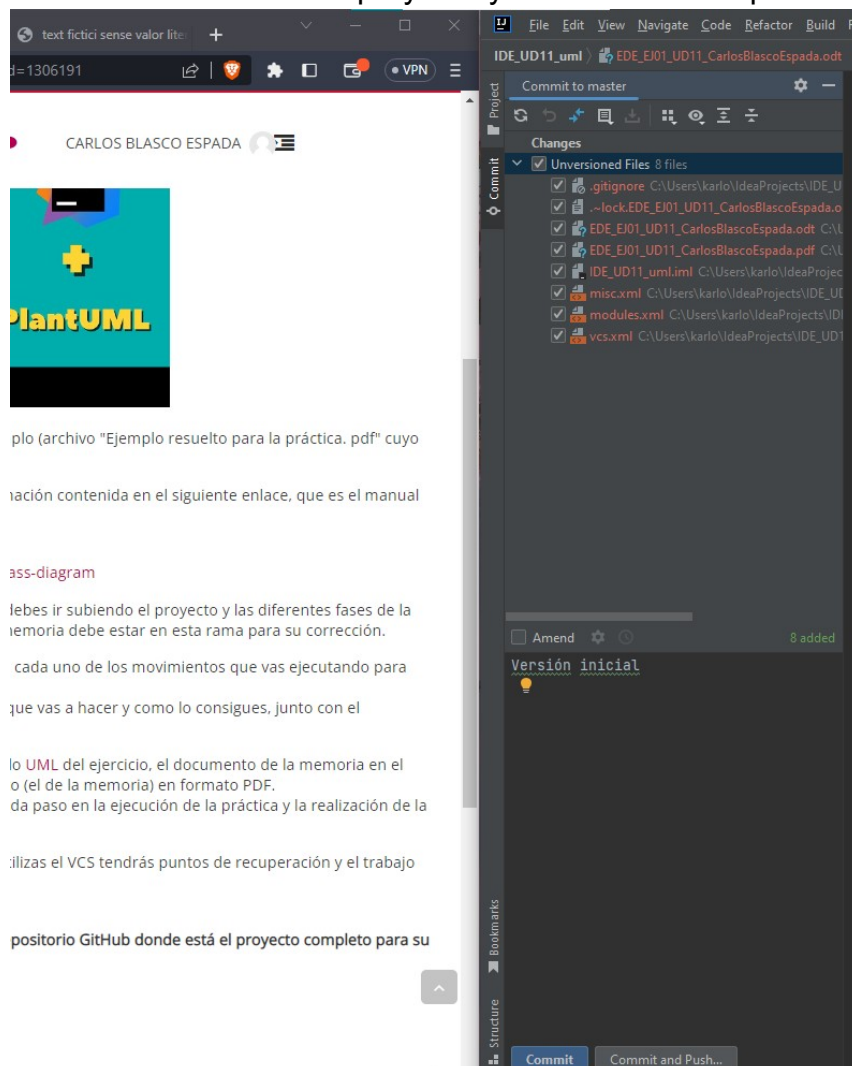 text fictici sense valor lite
d=1306191
VPN
CARLOS BLASCO ESPADA
PlantUML
plo (archivo "Ejemplo resuelto para la práctica. pdf" cuyo
nación contenida en el siguiente enlace, que es el manual
ass-diagram
debes ir subiendo el proyecto y las diferentes fases de la
nemoria debe estar en esta rama para su corrección.
cada uno de los movimientos que vas ejecutando para
que vas a hacer y como lo consigues, junto con el
lo UML del ejercicio, el documento de la memoria en el
o (el de la memoria) en formato PDF.
da paso en la ejecución de la práctica y la realización de la
tilizas el VCS tendrás puntos de recuperación y el trabajo
positorio GitHub donde está el proyecto completo para su
IJ File Edit View Navigate Code Refactor Build
IDE_UD11_uml EDE_EJ01_UD11_CarlosBlascoEspada.odt
Project
Commit
Commit to master
Changes
Unversioned Files 8 files
.gitignore C:\Users\karlo\IdeaProjects\IDE_U
.~lock.EDE_EJ01_UD11_CarlosBlascoEspada.o
EDE_EJ01_UD11_CarlosBlascoEspada.odt C:\U
EDE_EJ01_UD11_CarlosBlascoEspada.pdf C:\U
IDE_UD11_uml.iml C:\Users\karlo\IdeaProjec
misc.xml C:\Users\karlo\IdeaProjects\IDE_UD
modules.xml C:\Users\karlo\IdeaProjects\IDI
vcs.xml C:\Users\karlo\IdeaProjects\IDE_UD1
Amend 8 added
Versión inicial
Bookmarks
Structure
Commit Commit and Push...